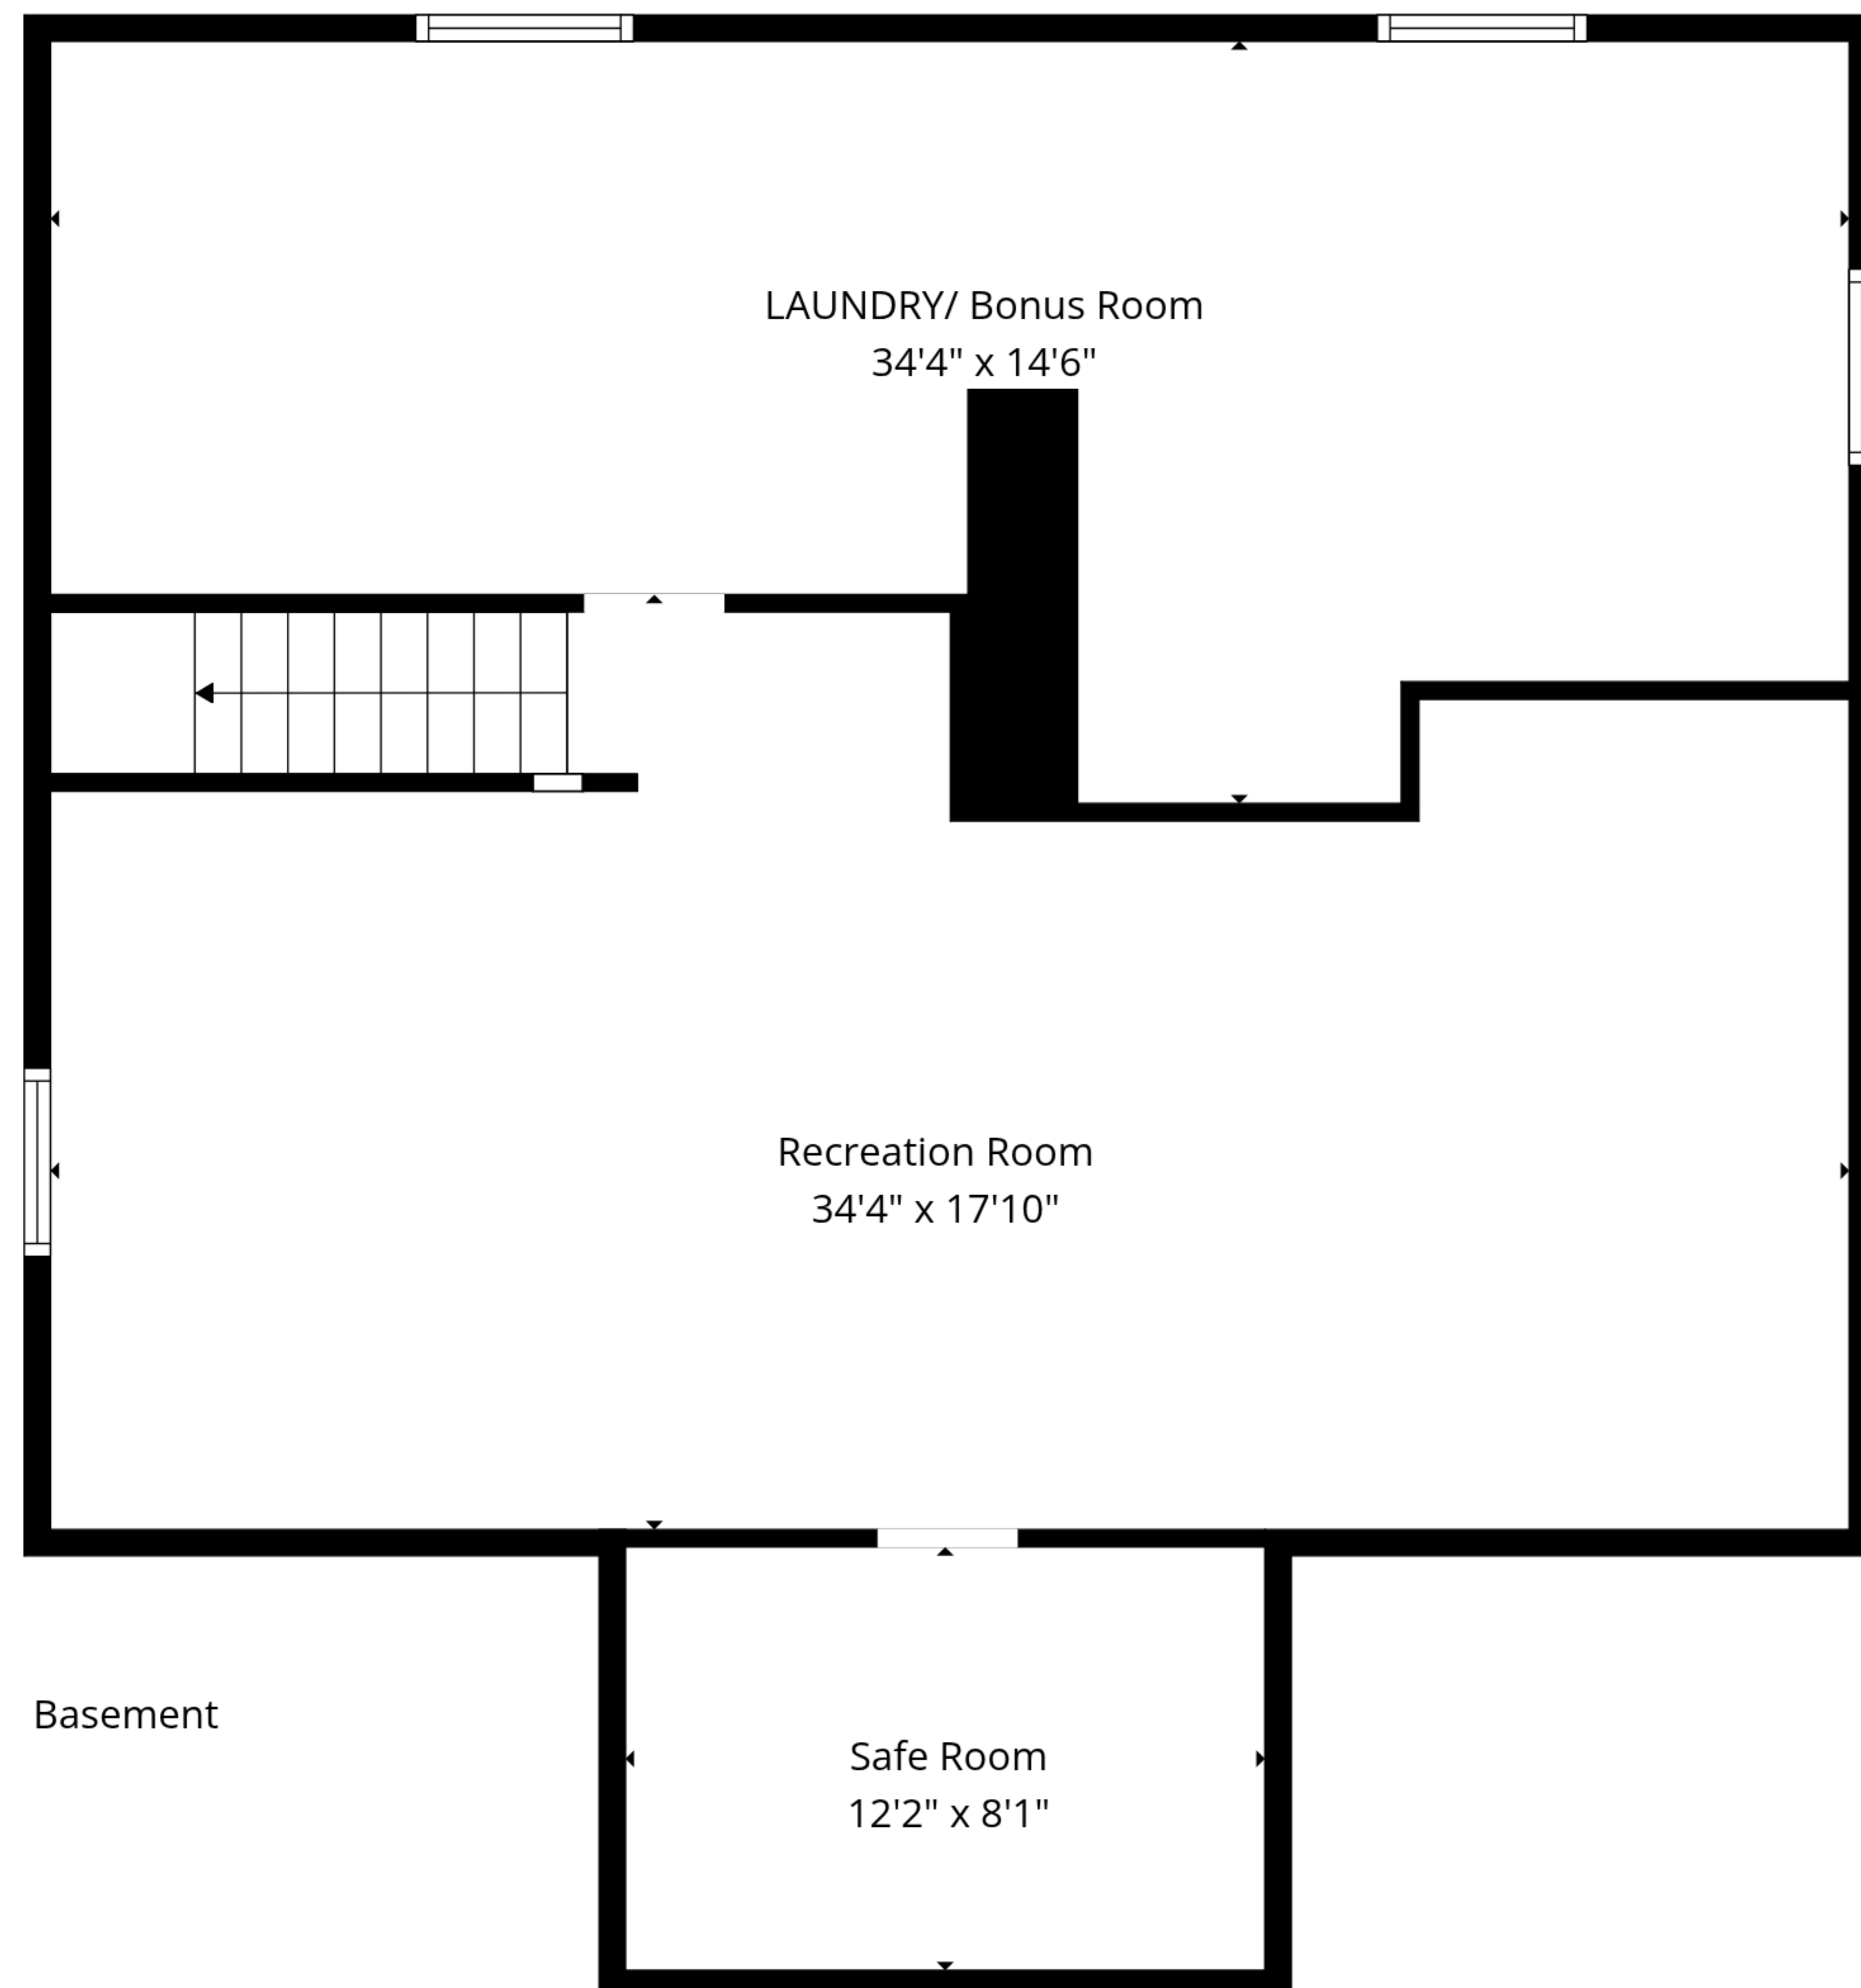 LAUNDRY/ Bonus Room
34'4" x 14'6"
Recreation Room
34'4" x 17'10"
Basement
Safe Room
12'2" x 8'1"